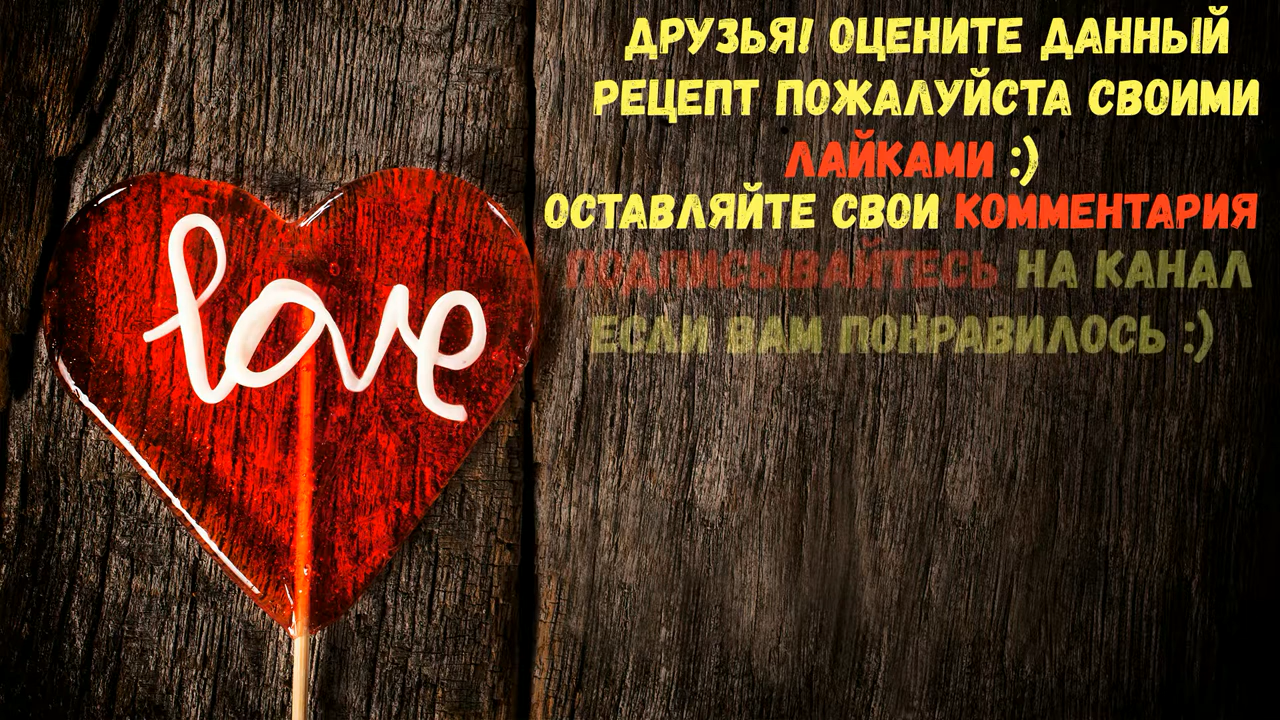 love
ДРУЗЬЯ! ОЦЕНИТЕ ДАННЫЙ
РЕЦЕПТ ПОЖАЛУЙСТА СВОИМИ
ЛАЙКАМИ :)
ОСТАВЛЯЙТЕ СВОИ КОММЕНТАРИЯ
ПОДПИСЫВАЙТЕСЬ НА КАНАЛ
ЕСЛИ ВАМ ПОНРАВИЛОСЬ :)